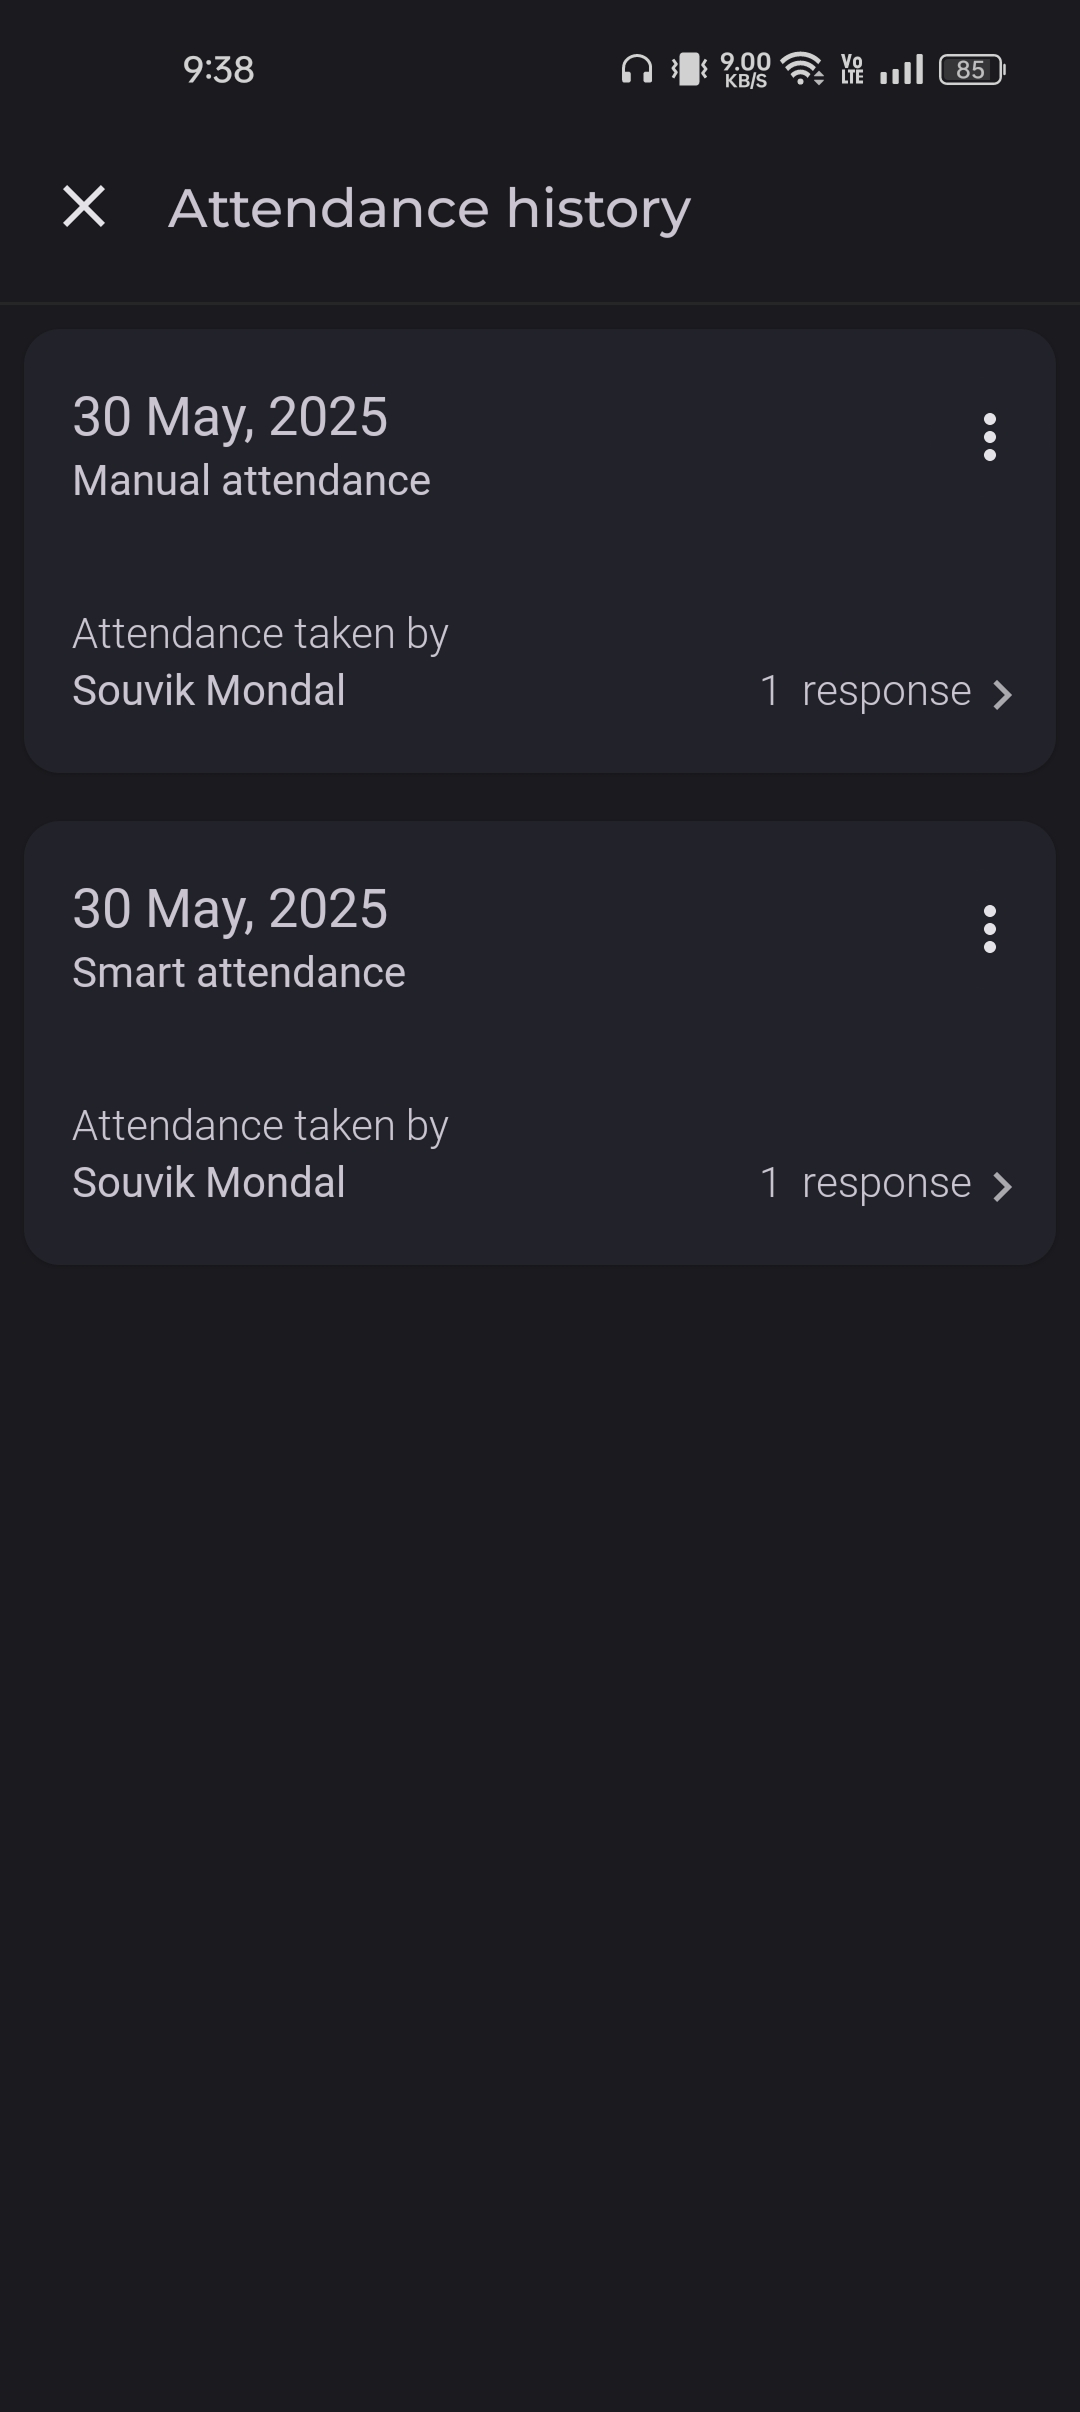 9:38 9.00 KB/S Vo LTE 85
Attendance history
30 May, 2025
Manual attendance
Attendance taken by
Souvik Mondal 1 response
30 May, 2025
Smart attendance
Attendance taken by
Souvik Mondal 1 response